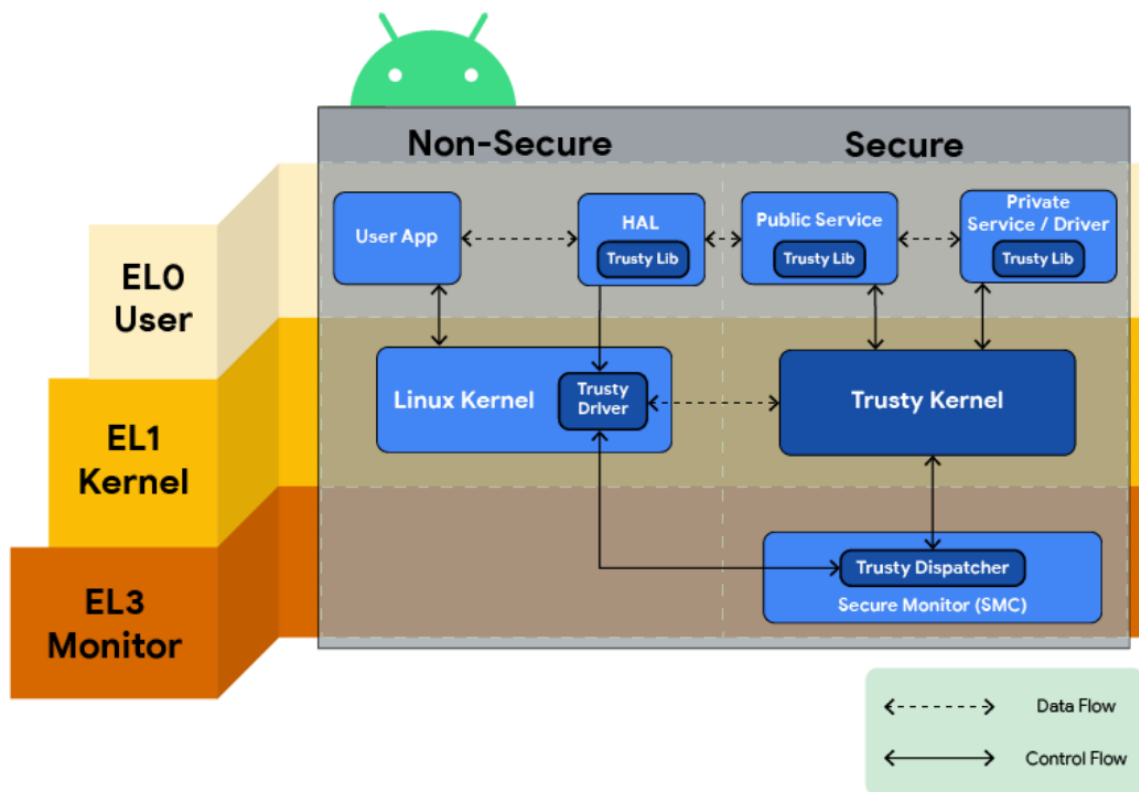 Non-Secure
Secure
User App
HAL
Trusty Lib
Public Service
Trusty Lib
Private
Service / Driver
Trusty Lib
EL0
User
Linux Kernel
Trusty
Driver
Trusty Kernel
EL1
Kernel
Trusty Dispatcher
Secure Monitor (SMC)
EL3
Monitor
Data Flow
Control Flow